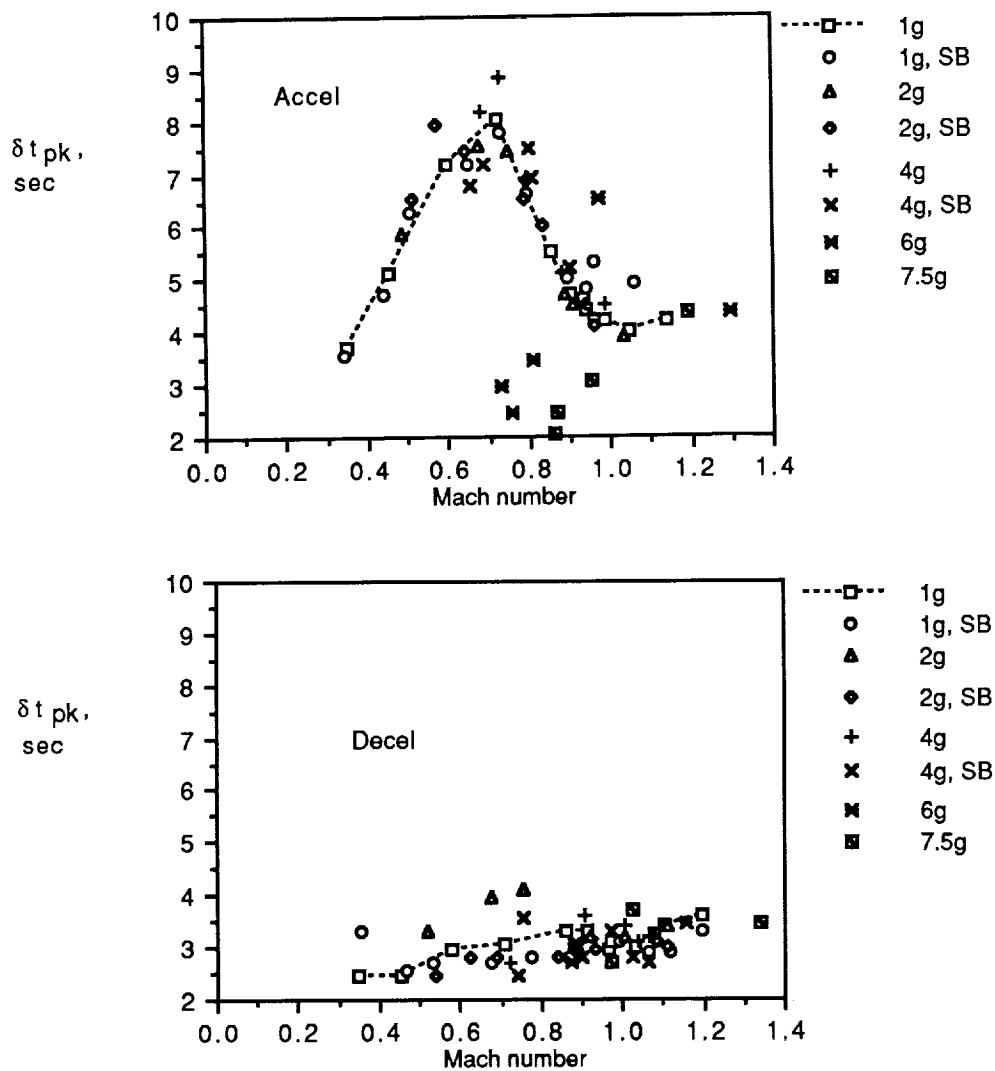 10
9
8
7
6
5
4
3
2
δ t pk,
sec
Accel
0.0 0.2 0.4 0.6 0.8 1.0 1.2 1.4
Mach number
1g
1g, SB
2g
2g, SB
4g
4g, SB
6g
7.5g
10
9
8
7
6
5
4
3
2
δ t pk,
sec
Decel
0.0 0.2 0.4 0.6 0.8 1.0 1.2 1.4
Mach number
1g
1g, SB
2g
2g, SB
4g
4g, SB
6g
7.5g